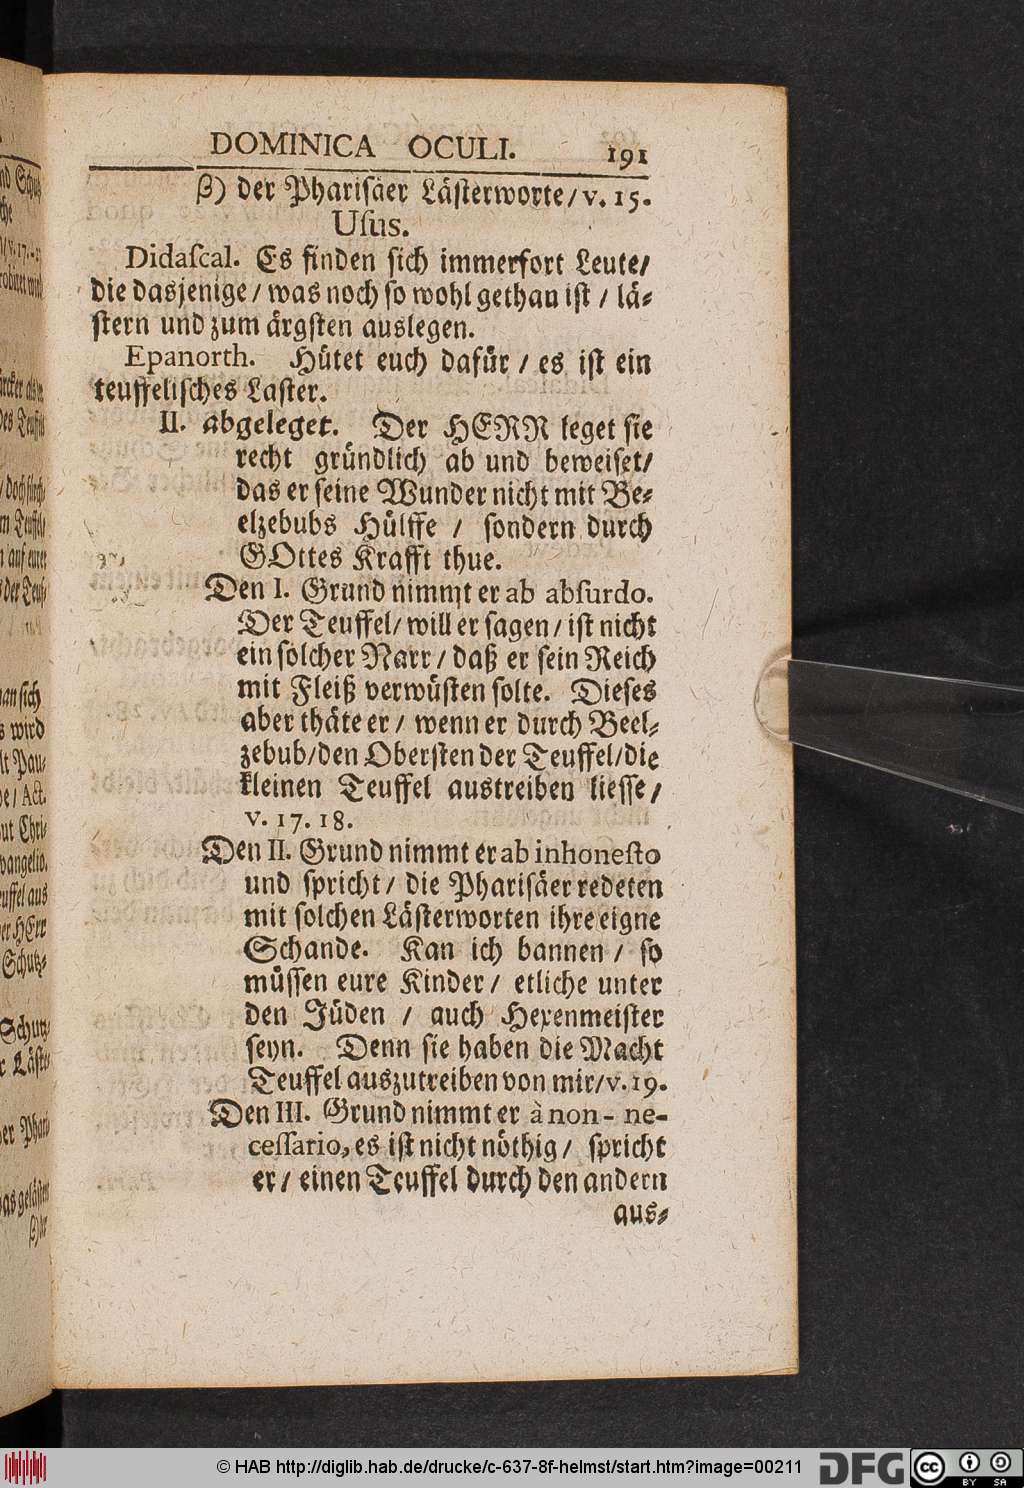 DOMINICA OCULI. 191
β) der Pharisäer Lästerworte / v. 15.
Uſus.
Didaſcal. Es finden sich immerfort Leute /
die dasjenige / was noch so wohl gethan ist / lä-
stern und zum ärgsten auslegen.
Epanorth. Hütet euch dafür / es ist ein
teuffelisches Laster.
II. abgeleget. Der HERR leget sie
recht gründlich ab und beweiset /
das er seine Wunder nicht mit Be-
elzebubs Hülffe / sondern durch
GOttes Krafft thue.
Den I. Grund nimmt er ab abſurdo.
Der Teuffel / will er sagen / ist nicht
ein solcher Narr / daß er sein Reich
mit Fleiß verwüsten solte. Dieses
aber thäte er / wenn er durch Beel-
zebub / den Obersten der Teuffel / die
kleinen Teuffel austreiben liesse /
v. 17. 18.
Den II. Grund nimmt er ab inhoneſto
und spricht / die Pharisäer redeten
mit solchen Lästerworten ihre eigne
Schande. Kan ich bannen / so
müssen eure Kinder / etliche unter
den Jüden / auch Hexenmeister
seyn. Denn sie haben die Macht
Teuffel auszutreiben von mir / v. 19.
Den III. Grund nimmt er à non-ne-
ceſſario, es ist nicht nöthig / spricht
er / einen Teuffel durch den andern
aus-
© HAB http://diglib.hab.de/drucke/c-637-8f-helmst/start.htm?image=00211
DFG
cc BY SA